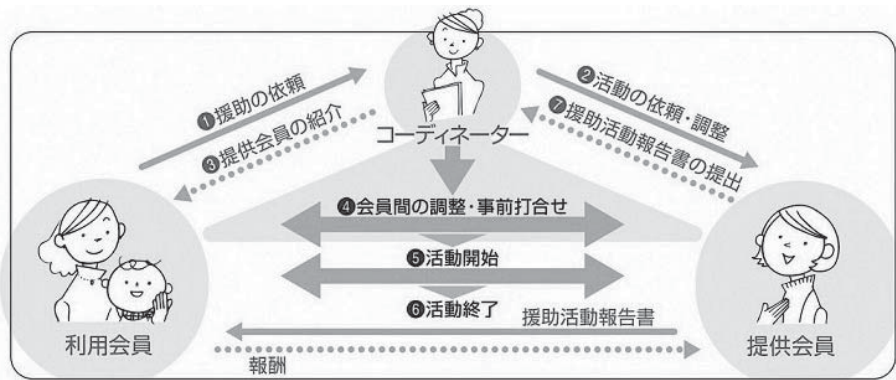 ❶援助の依頼
❸提供会員の紹介
コーディネーター
❷活動の依頼・調整
❼援助活動報告書の提出
❹会員間の調整・事前打合せ
❺活動開始
❻活動終了
援助活動報告書
報酬
利用会員
提供会員